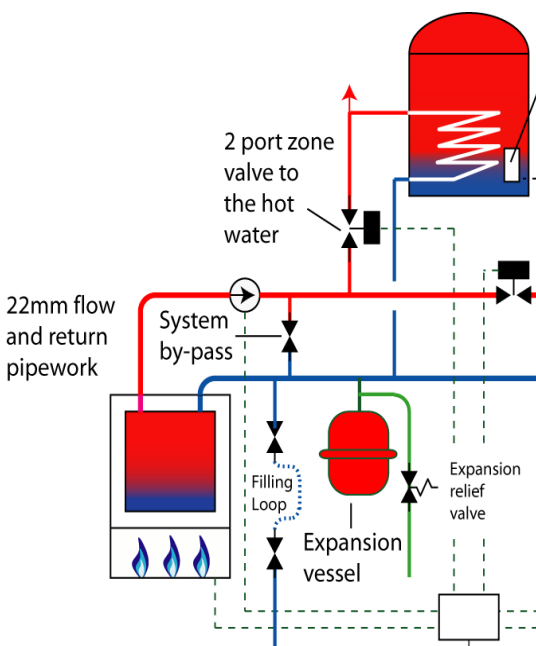 2 port zone
valve to
the hot
water
22mm flow
and return
pipework
System
by-pass
Filling
Loop
Expansion
relief
valve
Expansion
vessel